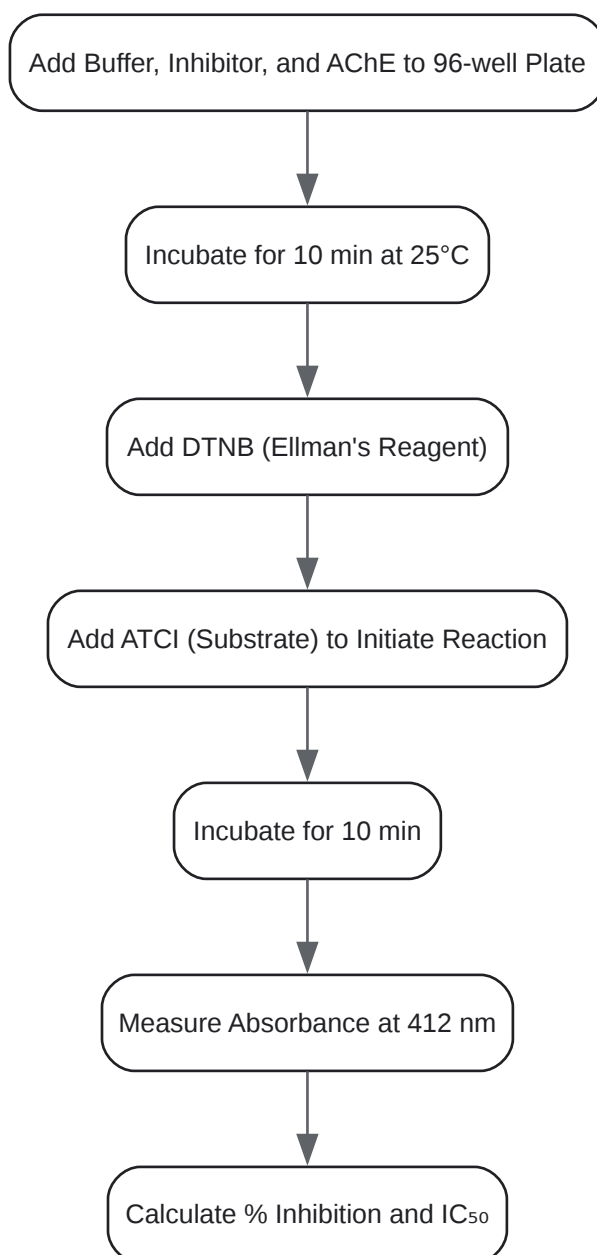 Add Buffer, Inhibitor, and AChE to 96-well Plate
Incubate for 10 min at 25°C
Add DTNB (Ellman's Reagent)
Add ATCI (Substrate) to Initiate Reaction
Incubate for 10 min
Measure Absorbance at 412 nm
Calculate % Inhibition and IC₅₀